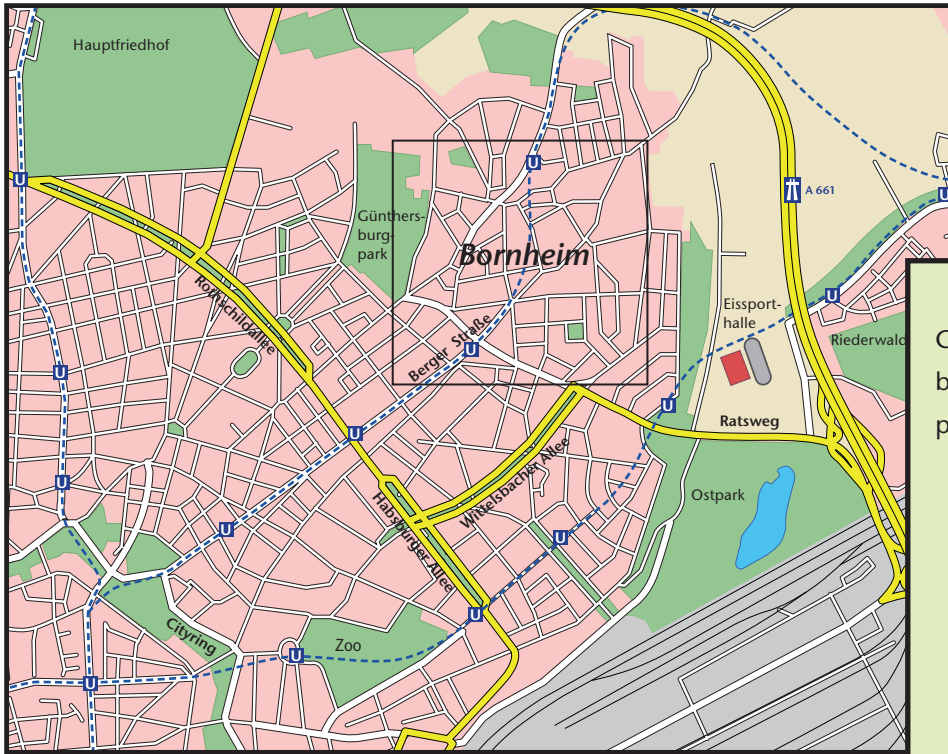 Hauptfriedhof
U
U
A 661
U
Günthers-
burg-
park
Bornheim
Rothschildallee
Eissport-
halle
U
Berger Straße
U
Riederwald
U
U
Ratsweg
U
Wittelsbacher Allee
U
Ostpark
Habsburger Allee
U
U
U
Cityring
Zoo
U
U